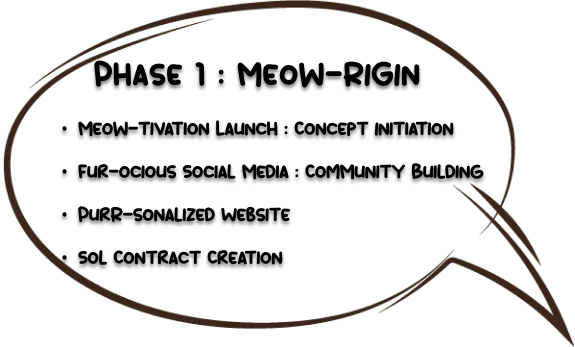 PHASE 1 : MEOW-RIGIN
• MEOW-TIVATION LAUNCH : CONCEPT INITIATION
• FUR-OCIOUS SOCIAL MEDIA : COMMUNITY BUILDING
• PURR-SONALIZED WEBSITE
• SOL CONTRACT CREATION